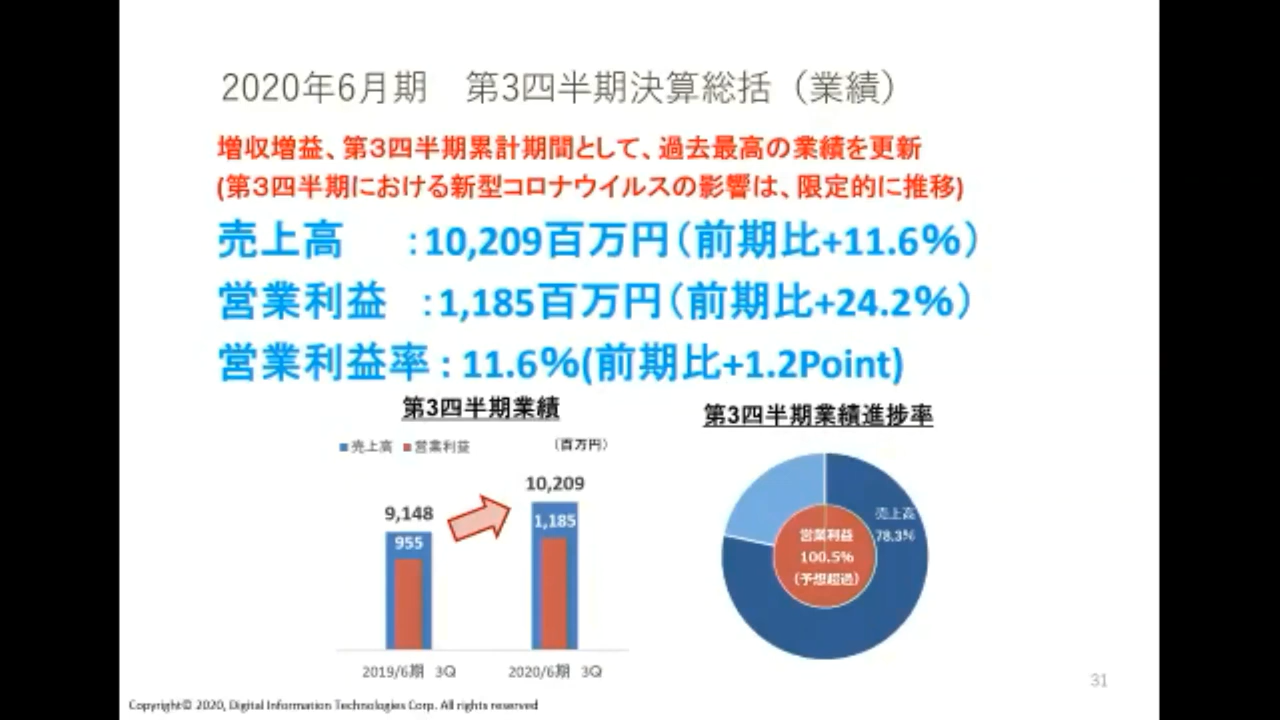 2020年6月期　第3四半期決算総括（業績）
増収増益、第３四半期累計期間として、過去最高の業績を更新
(第３四半期における新型コロナウイルスの影響は、限定的に推移)
売上高　：10,209百万円（前期比+11.6%）
営業利益　：1,185百万円（前期比+24.2%）
営業利益率：11.6%(前期比+1.2Point)
第3四半期業績
売上高 営業利益 （百万円）
9,148
955
10,209
1,185
2019/6期 3Q
2020/6期 3Q
第3四半期業績進捗率
売上高
78.3%
営業利益
100.5%
（予想超過）
31
Copyright© 2020, Digital Information Technologies Corp. All rights reserved